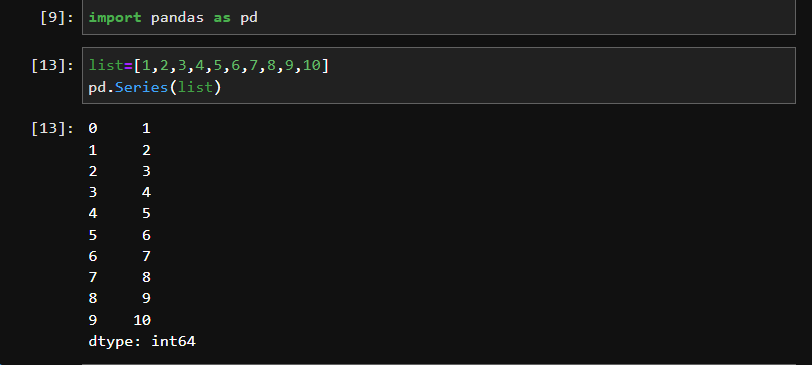 [9]: import pandas as pd
[13]: list=[1,2,3,4,5,6,7,8,9,10]
pd.Series(list)
[13]: 0 1
1 2
2 3
3 4
4 5
5 6
6 7
7 8
8 9
9 10
dtype: int64